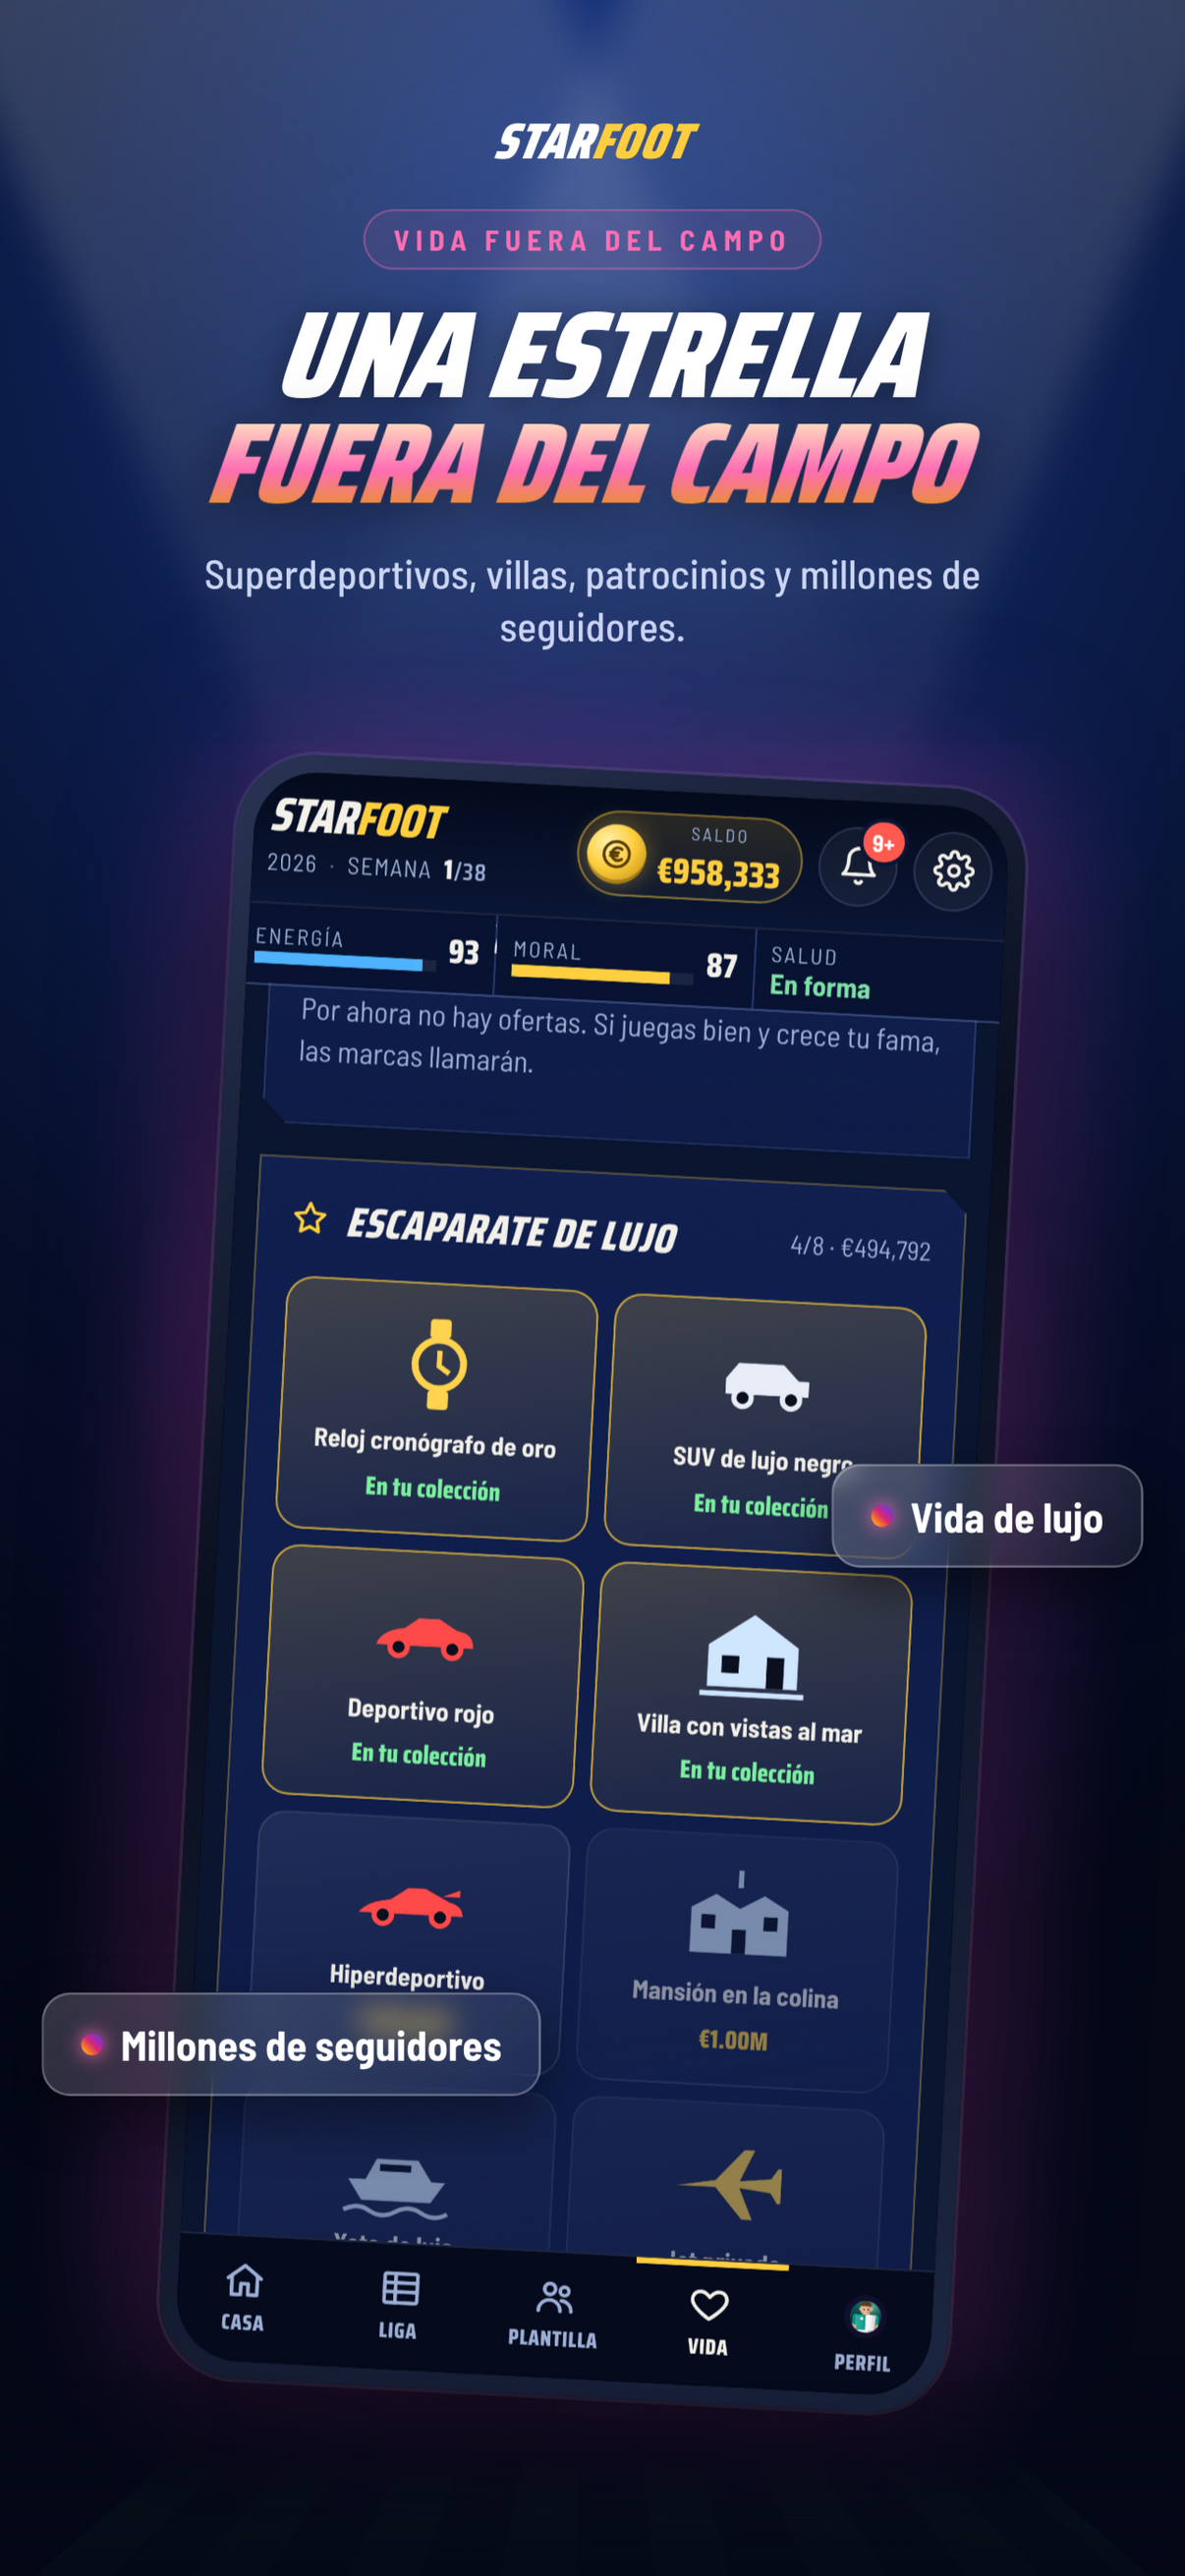 STARFOOT
VIDA FUERA DEL CAMPO
UNA ESTRELLA
FUERA DEL CAMPO
Superdeportivos, villas, patrocinios y millones de
seguidores.
STARFOOT
2026 · SEMANA 1/38
SALDO
€958,333
9+
ENERGÍA 93
MORAL 87
SALUD
En forma
Por ahora no hay ofertas. Si juegas bien y crece tu fama,
las marcas llamarán.
ESCAPARATE DE LUJO
4/8 · €494,792
Reloj cronógrafo de oro
En tu colección
SUV de lujo negro
En tu colección
Vida de lujo
Deportivo rojo
En tu colección
Villa con vistas al mar
En tu colección
Hiperdeportivo
Mansión en la colina
€1.00M
Millones de seguidores
Yate de lujo
Jet privado
CASA
LIGA
PLANTILLA
VIDA
PERFIL